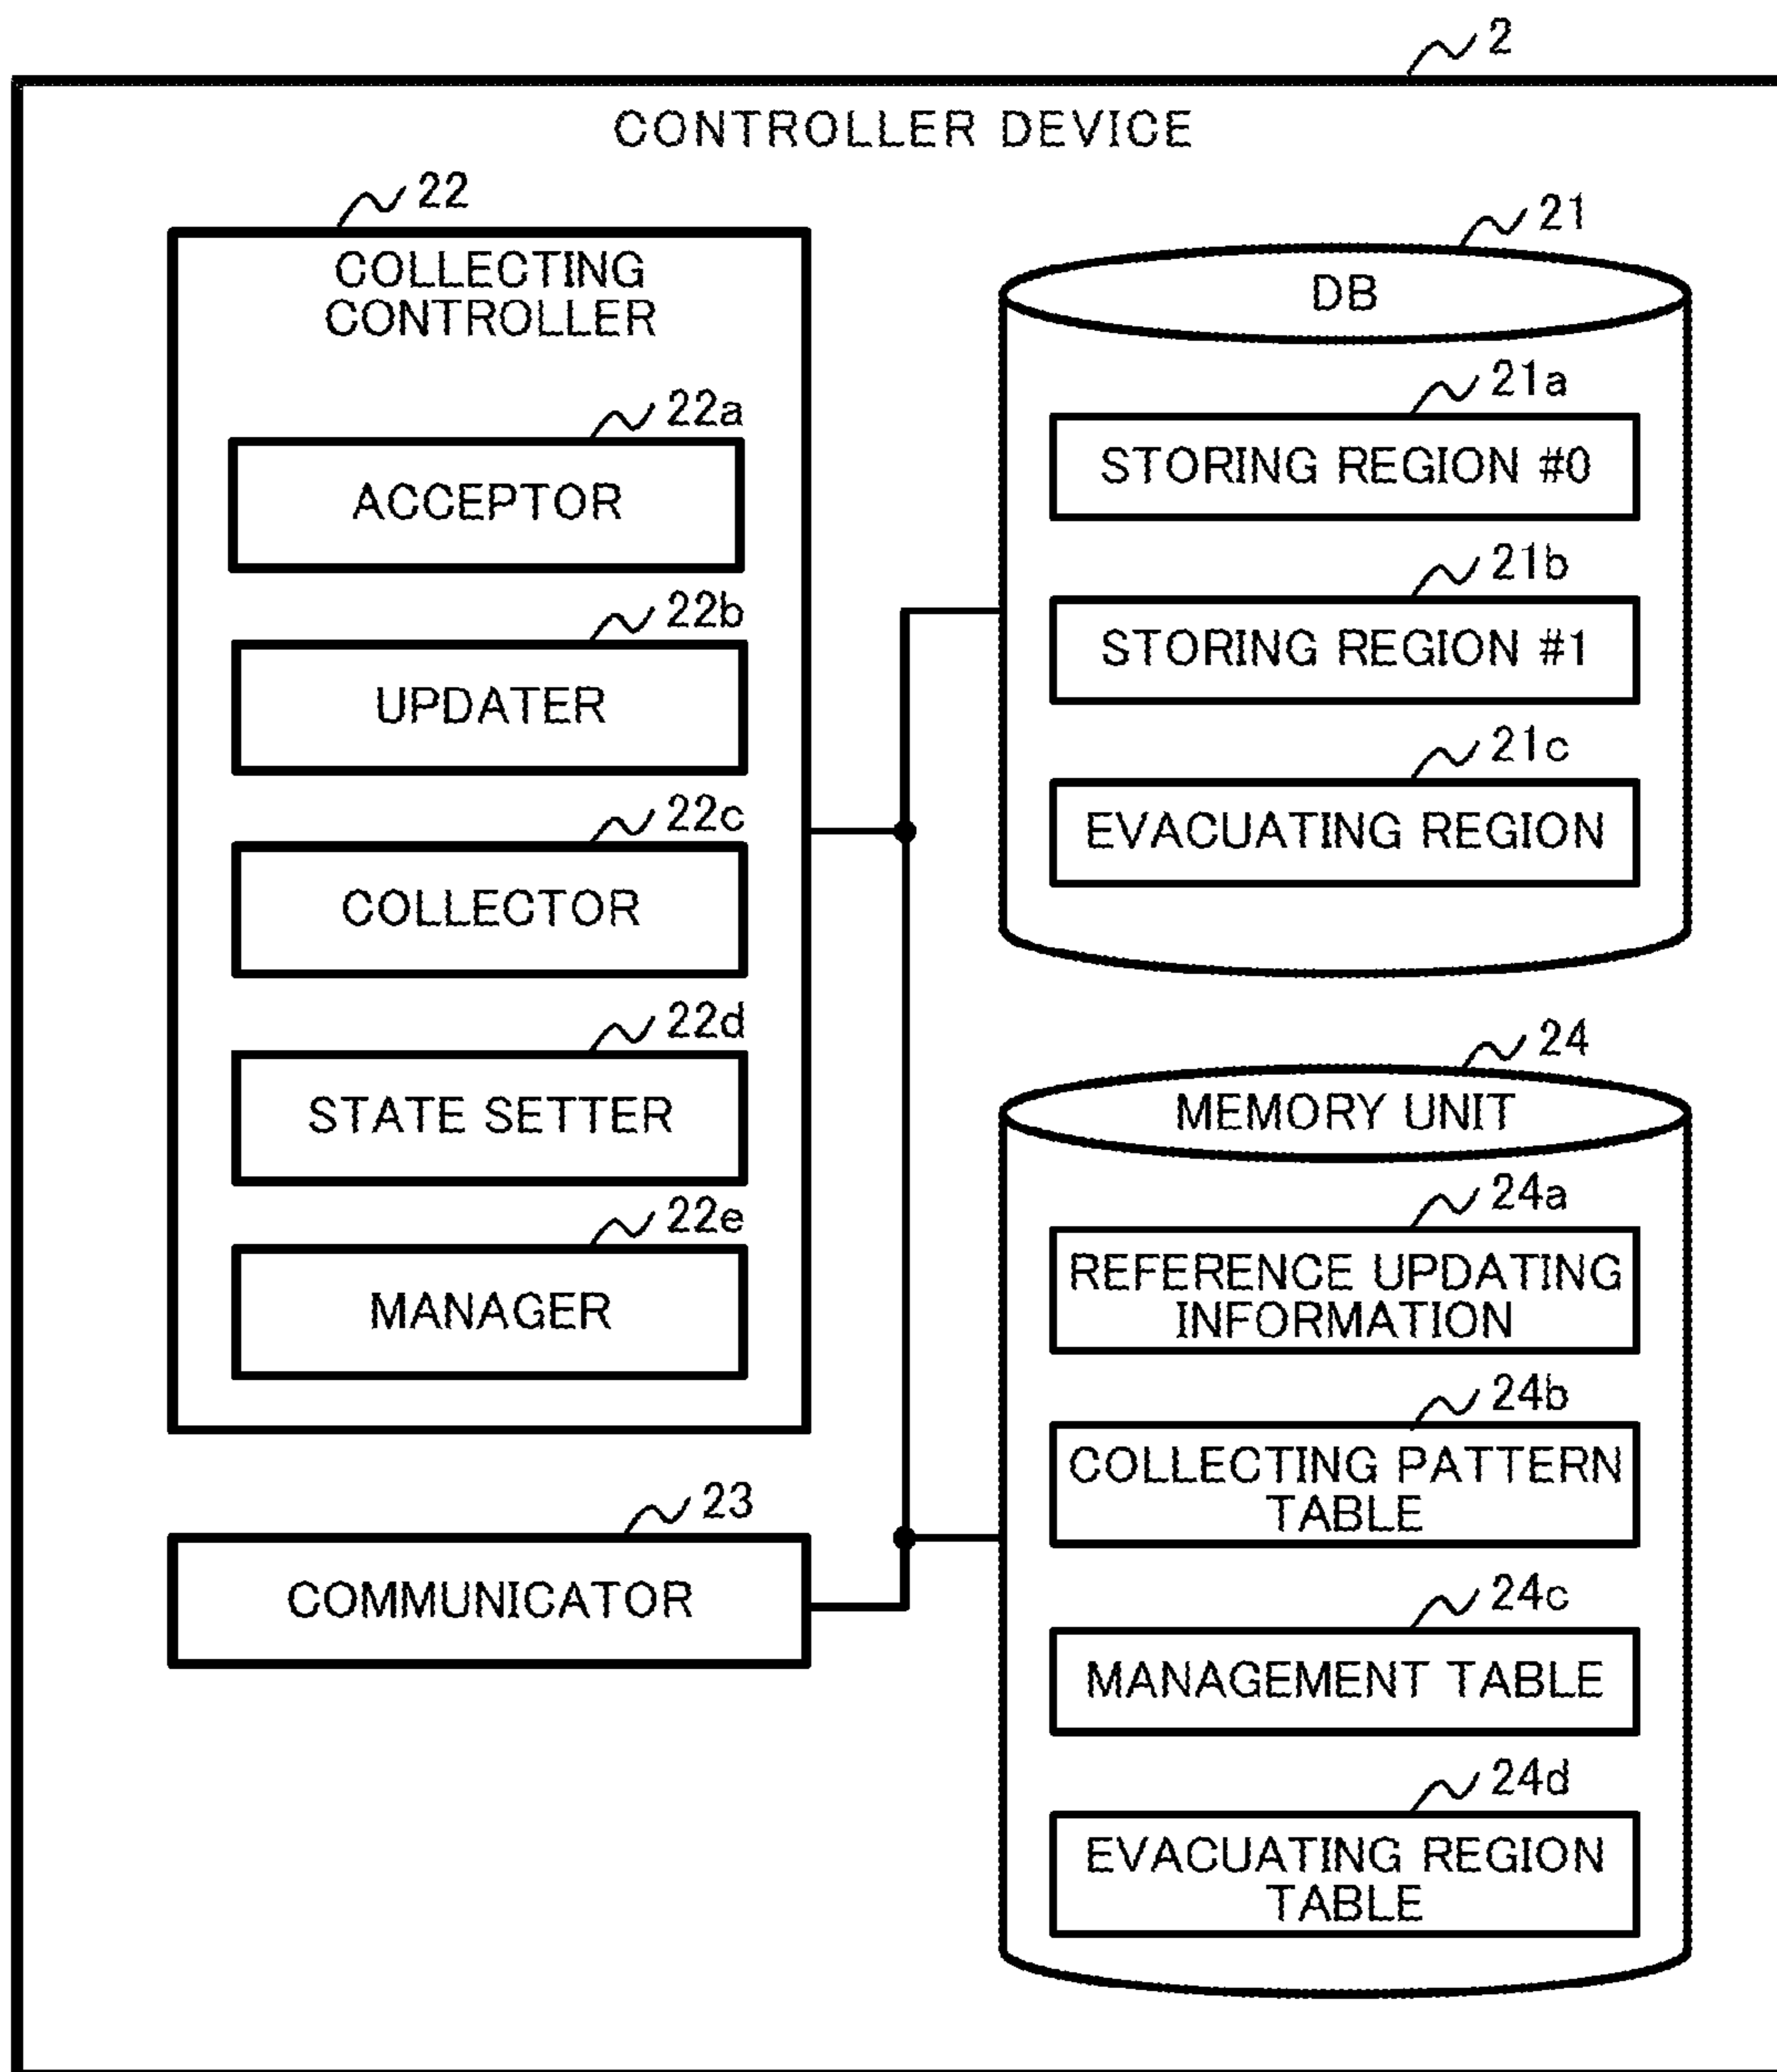 2
CONTROLLER DEVICE
22
COLLECTING
CONTROLLER
22a
ACCEPTOR
22b
UPDATER
22c
COLLECTOR
22d
STATE SETTER
22e
MANAGER
23
COMMUNICATOR
21
DB
21a
STORING REGION #0
21b
STORING REGION #1
21c
EVACUATING REGION
24
MEMORY UNIT
24a
REFERENCE UPDATING
INFORMATION
24b
COLLECTING PATTERN
TABLE
24c
MANAGEMENT TABLE
24d
EVACUATING REGION
TABLE